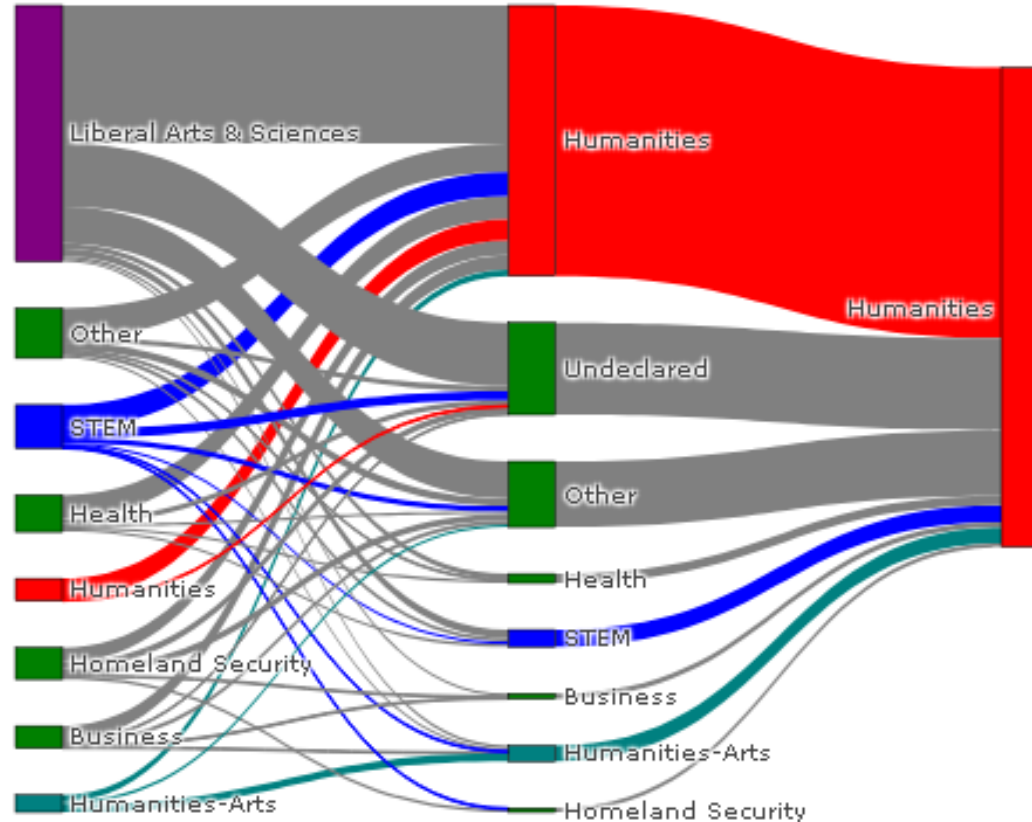 Liberal Arts & Sciences
Other
STEM
Health
Humanities
Homeland Security
Business
Humanities-Arts
Humanities
Undeclared
Other
Health
STEM
Business
Humanities-Arts
Homeland Security
Humanities